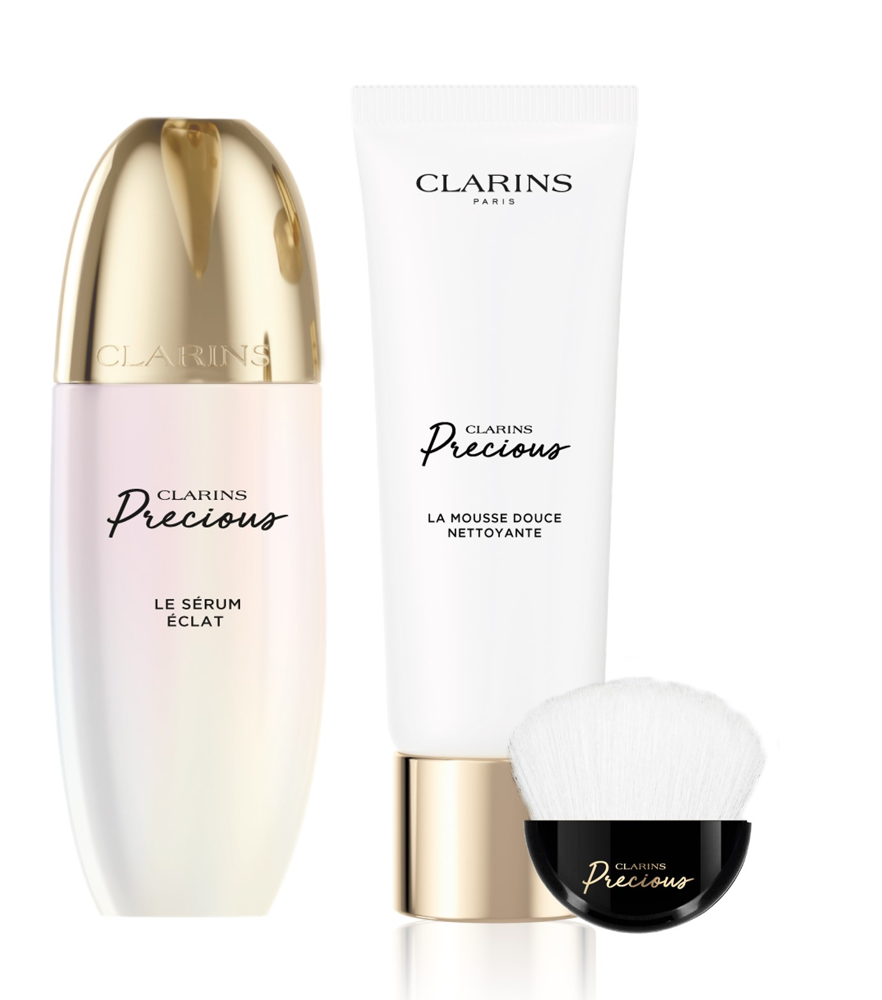 CLARINS
CLARINS
Precious
LE SÉRUM
ÉCLAT
CLARINS
PARIS
CLARINS
Precious
LA MOUSSE DOUCE
NETTOYANTE
CLARINS
Precious